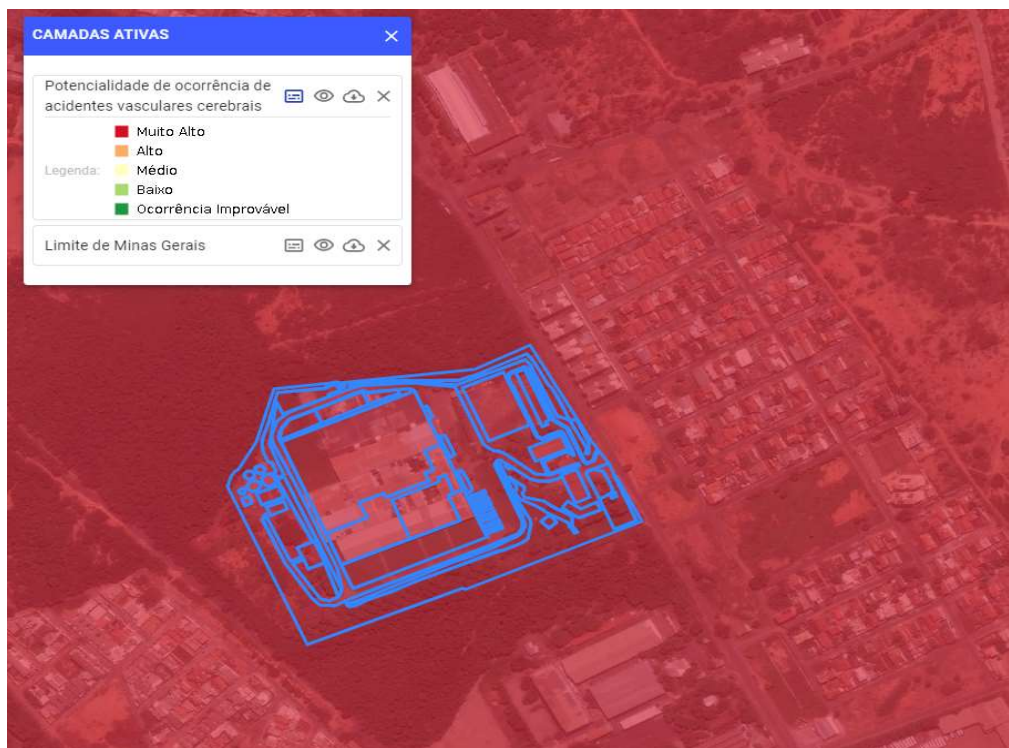 CAMADAS ATIVAS
Potencialidade de ocorrência de
acidentes vasculares cerebrais
Legenda:
Muito Alto
Alto
Médio
Baixo
Ocorrência Improvável
Limite de Minas Gerais